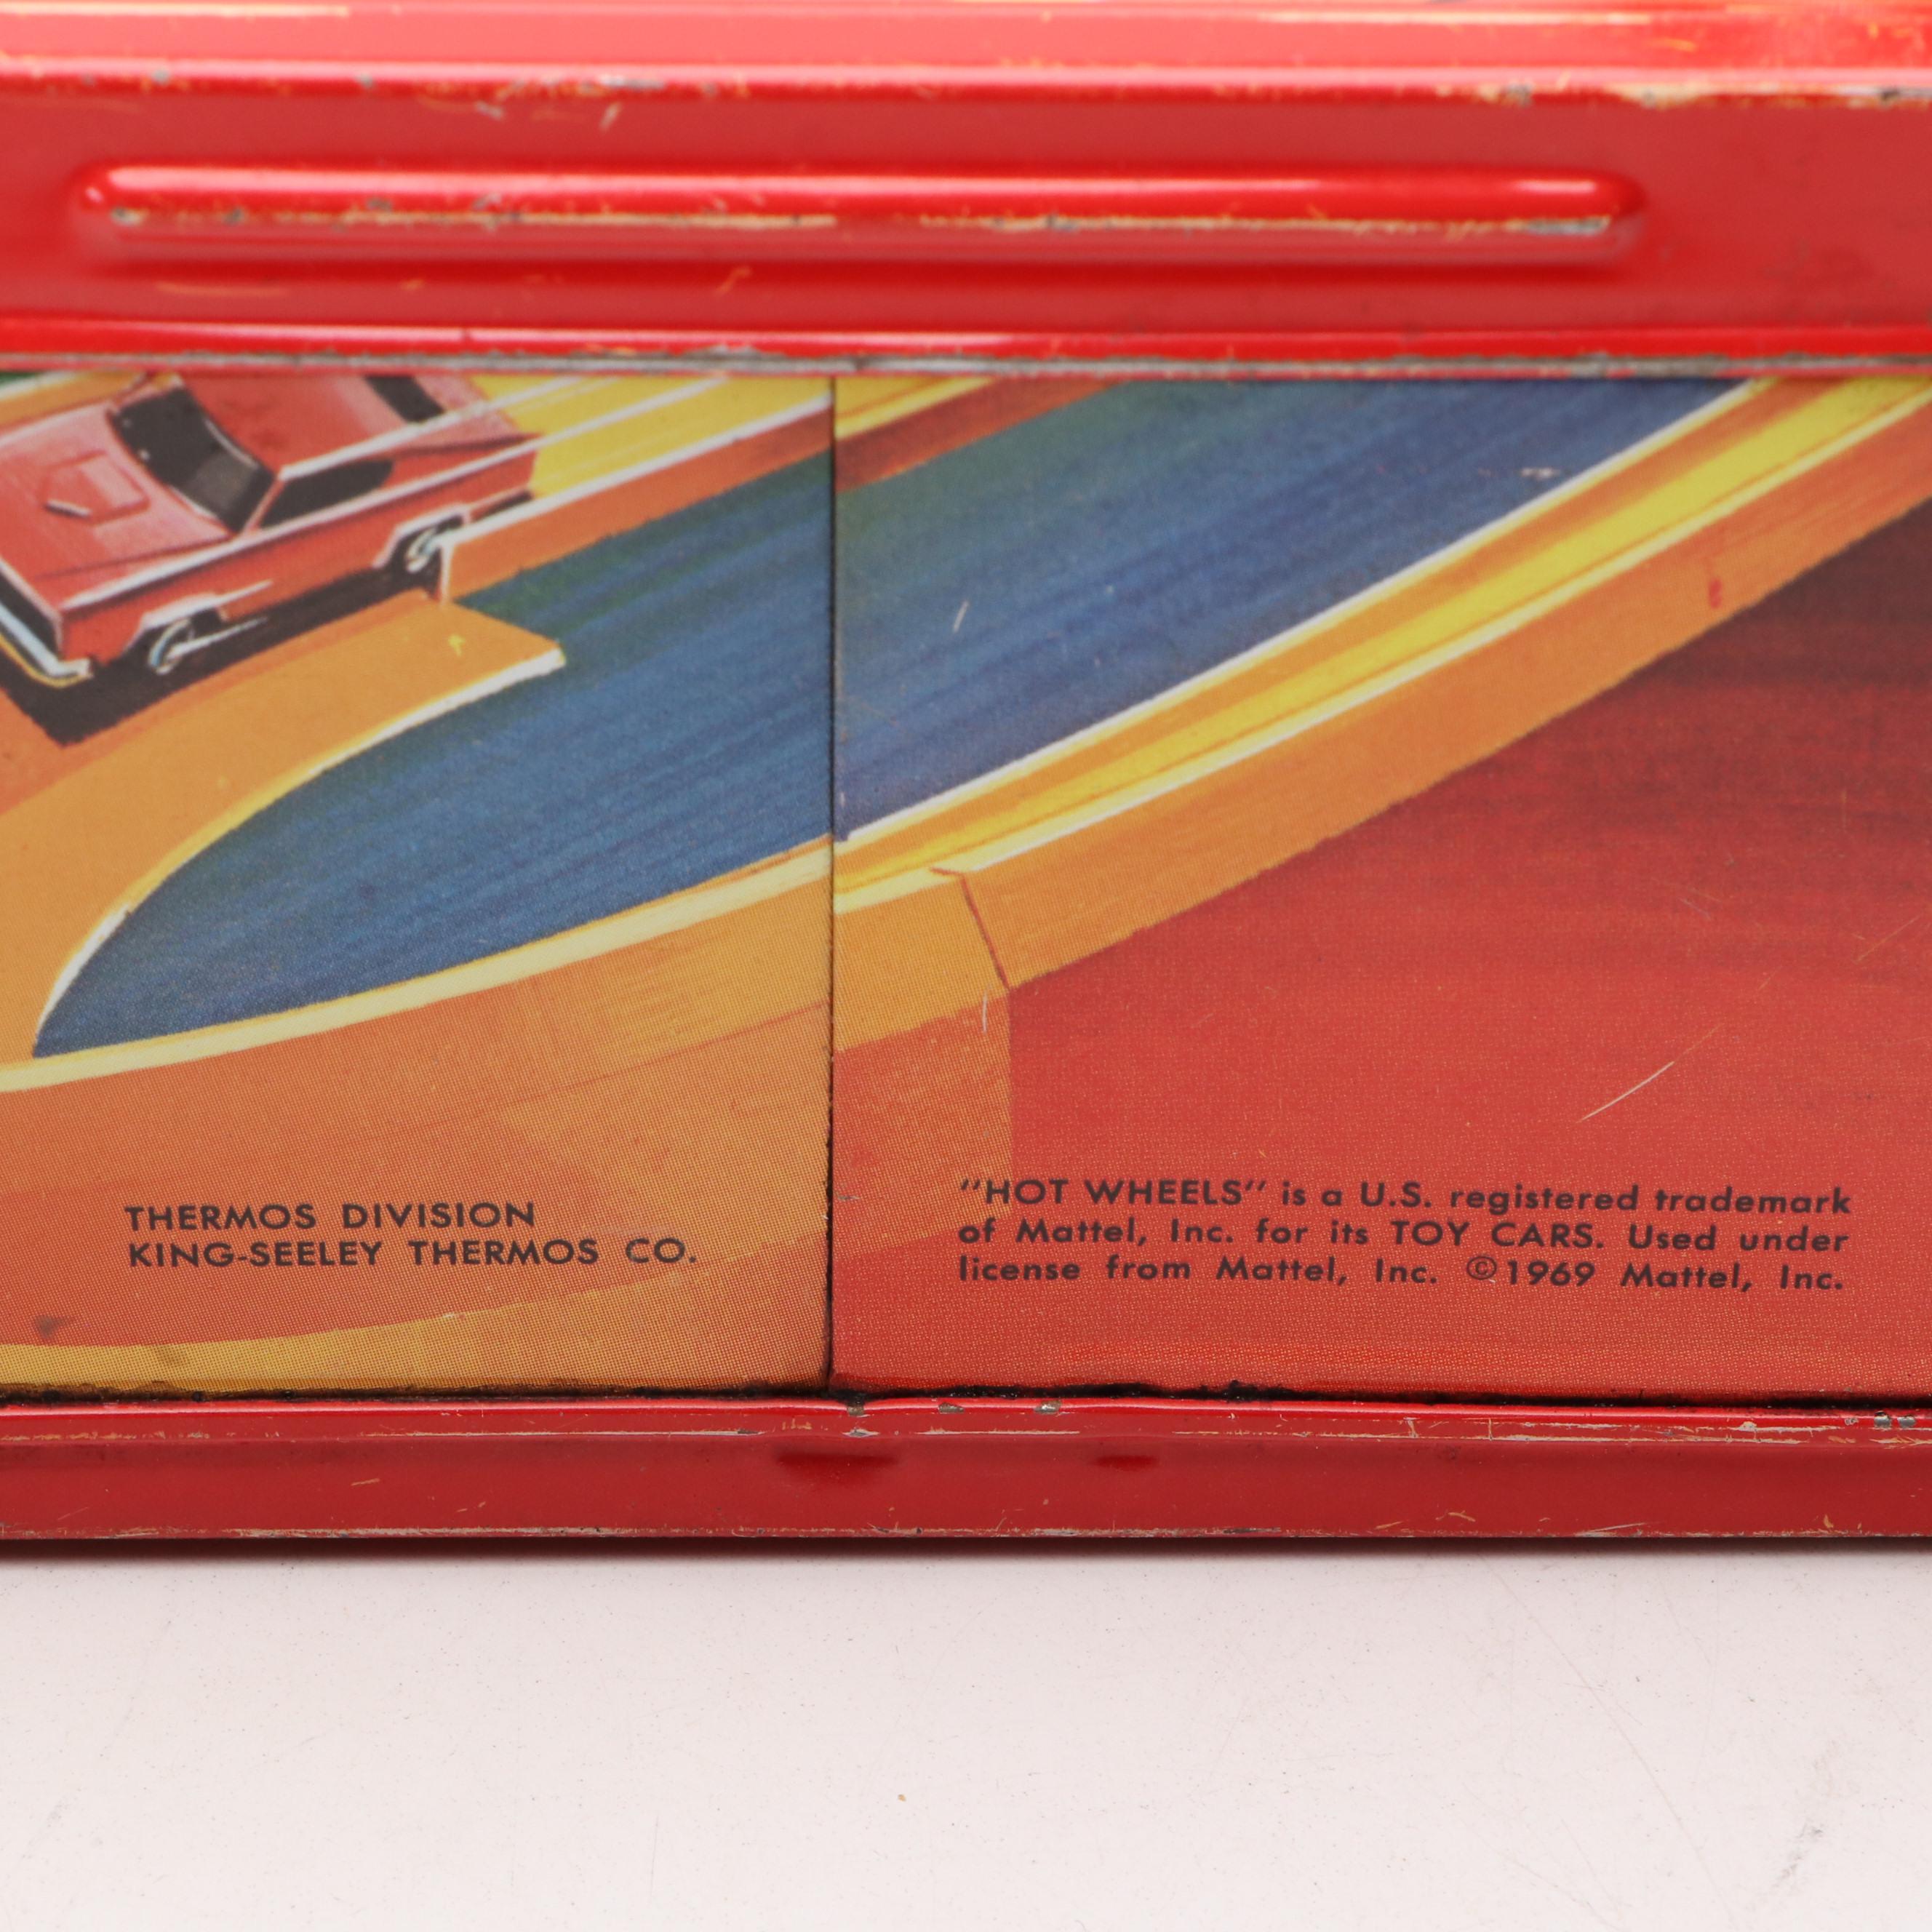 THERMOS DIVISION
KING-SEELEY THERMOS CO.
"HOT WHEELS" is a U.S. registered trademark
of Mattel, Inc. for its TOY CARS. Used under
license from Mattel, Inc. ©1969 Mattel, Inc.